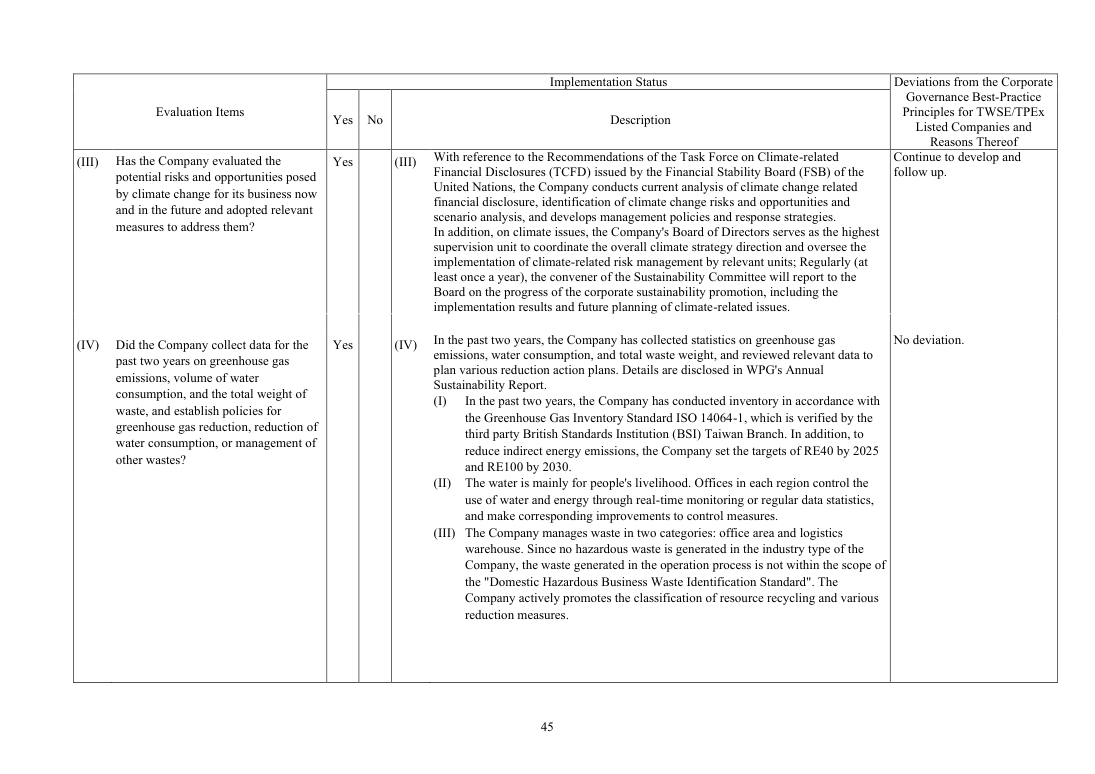 Evaluation Items
Implementation Status
Deviations from the Corporate
Governance Best-Practice
Principles for TWSE/TPEx
Listed Companies and
Reasons Thereof
Yes
No
Description
(III) Has the Company evaluated the
potential risks and opportunities posed
by climate change for its business now
and in the future and adopted relevant
measures to address them?
Yes
(III) With reference to the Recommendations of the Task Force on Climate-related
Financial Disclosures (TCFD) issued by the Financial Stability Board (FSB) of the
United Nations, the Company conducts current analysis of climate change related
financial disclosure, identification of climate change risks and opportunities and
scenario analysis, and develops management policies and response strategies.
In addition, on climate issues, the Company's Board of Directors serves as the highest
supervision unit to coordinate the overall climate strategy direction and oversee the
implementation of climate-related risk management by relevant units; Regularly (at
least once a year), the convener of the Sustainability Committee will report to the
Board on the progress of the corporate sustainability promotion, including the
implementation results and future planning of climate-related issues.
Continue to develop and
follow up.
(IV) Did the Company collect data for the
past two years on greenhouse gas
emissions, volume of water
consumption, and the total weight of
waste, and establish policies for
greenhouse gas reduction, reduction of
water consumption, or management of
other wastes?
Yes
(IV) In the past two years, the Company has collected statistics on greenhouse gas
emissions, water consumption, and total waste weight, and reviewed relevant data to
plan various reduction action plans. Details are disclosed in WPG's Annual
Sustainability Report.
(I) In the past two years, the Company has conducted inventory in accordance with
the Greenhouse Gas Inventory Standard ISO 14064-1, which is verified by the
third party British Standards Institution (BSI) Taiwan Branch. In addition, to
reduce indirect energy emissions, the Company set the targets of RE40 by 2025
and RE100 by 2030.
(II) The water is mainly for people's livelihood. Offices in each region control the
use of water and energy through real-time monitoring or regular data statistics,
and make corresponding improvements to control measures.
(III) The Company manages waste in two categories: office area and logistics
warehouse. Since no hazardous waste is generated in the industry type of the
Company, the waste generated in the operation process is not within the scope of
the "Domestic Hazardous Business Waste Identification Standard". The
Company actively promotes the classification of resource recycling and various
reduction measures.
No deviation.
45